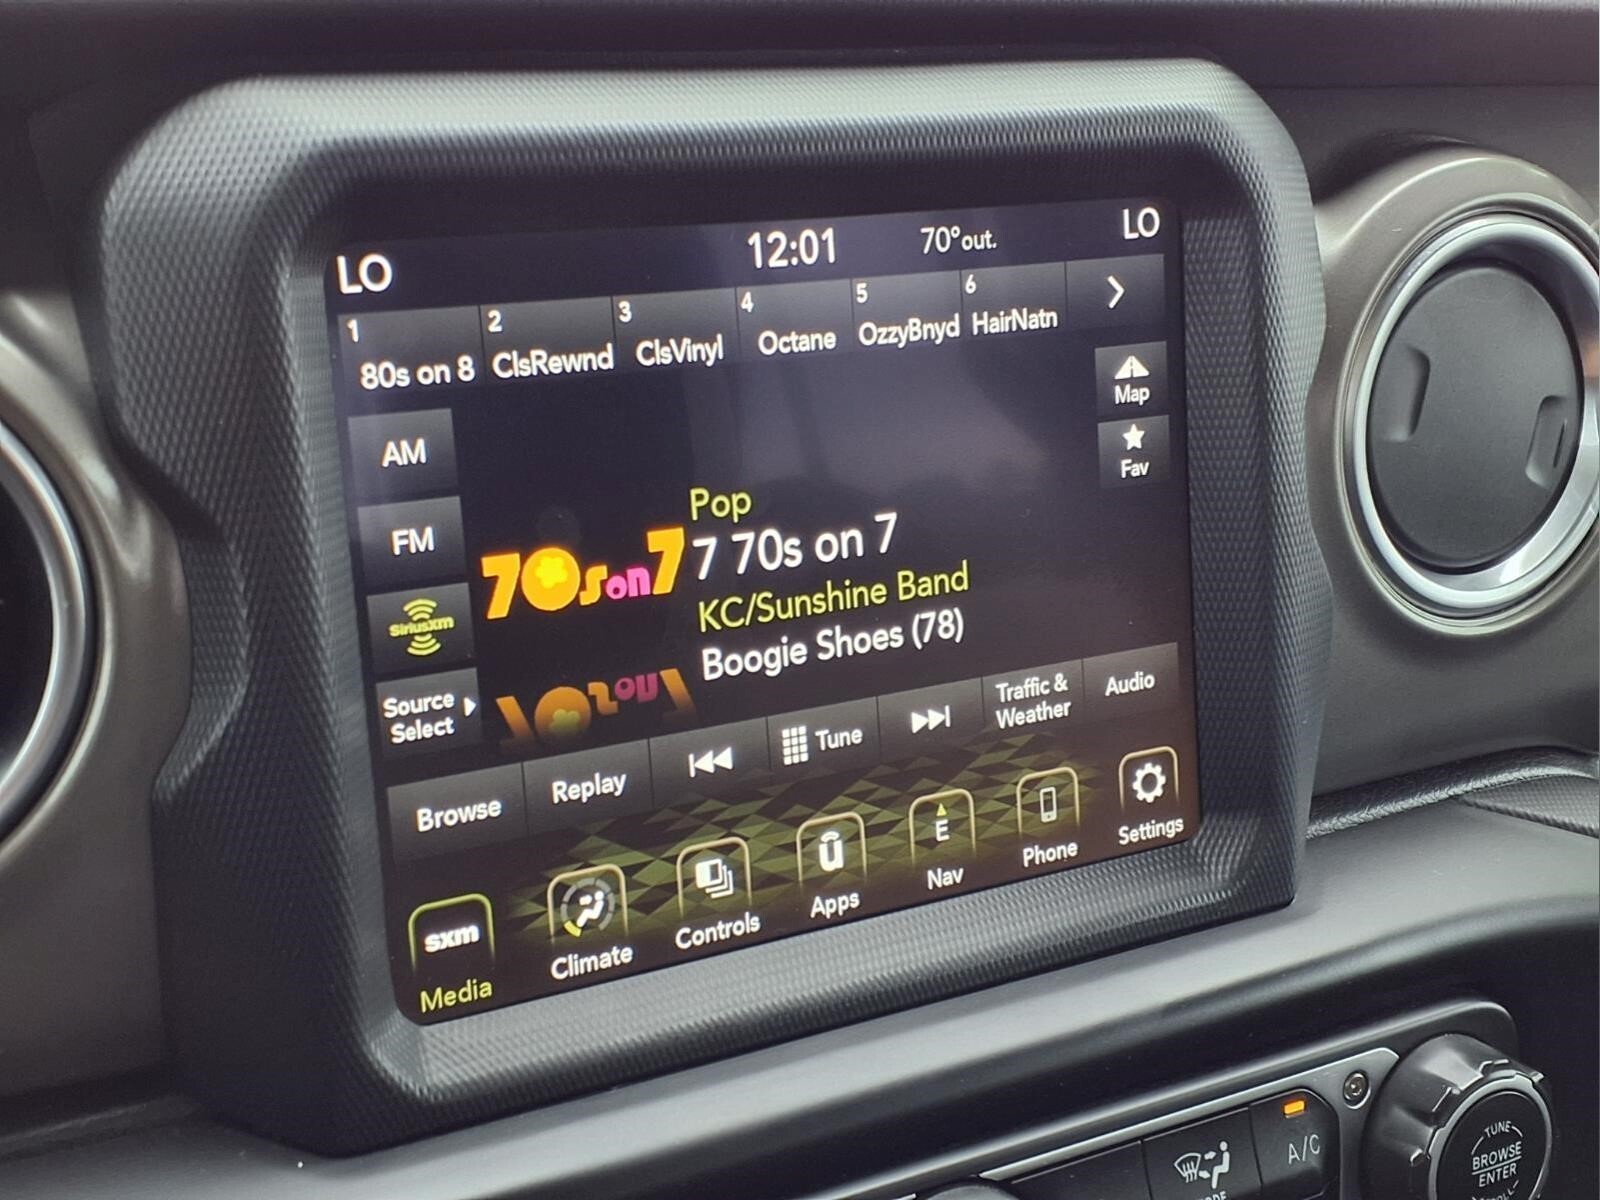 LO
12:01
70° out.
LO
1
80s on 8
2
ClsRewnd
3
ClsVinyl
4
Octane
5
OzzyBnyd
6
HairNatn
Map
Fav
AM
FM
SiriusXM
Source
Select
70s on 7
Pop
7 70s on 7
KC/Sunshine Band
Boogie Shoes (78)
Browse
Replay
Tune
Traffic &
Weather
Audio
sxm
Media
Climate
Controls
u
Apps
E
Nav
Phone
Settings
A/C
TUNE
BROWSE
ENTER